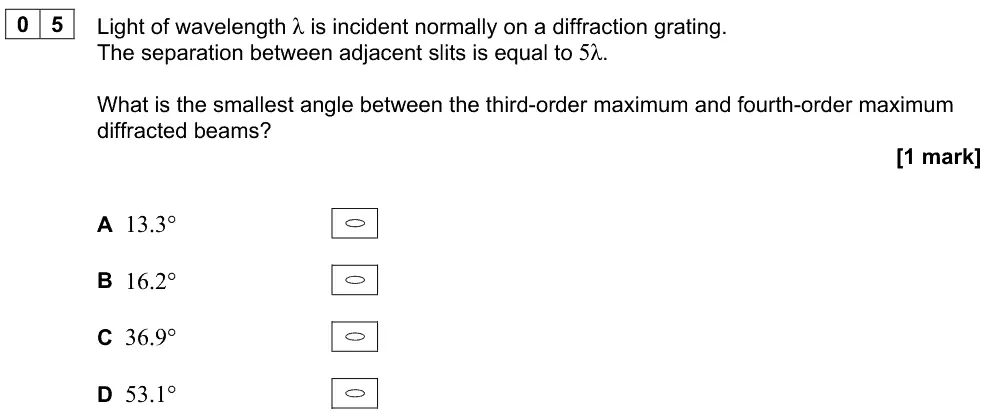 0 5 Light of wavelength λ is incident normally on a diffraction grating.
The separation between adjacent slits is equal to 5λ.
What is the smallest angle between the third-order maximum and fourth-order maximum
diffracted beams?
[1 mark]
A 13.3°
B 16.2°
C 36.9°
D 53.1°